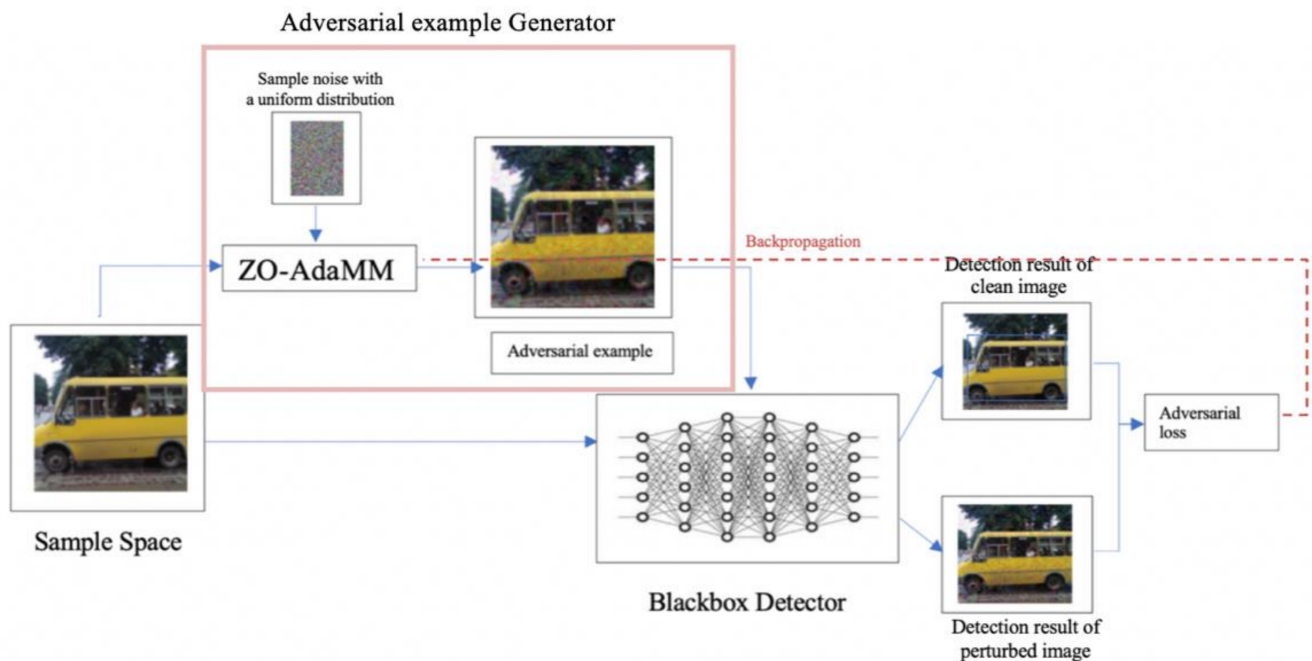 Adversarial example Generator
Sample noise with
a uniform distribution
ZO-AdaMM
Adversarial example
Backpropagation
Detection result of
clean image
Adversarial
loss
Sample Space
Blackbox Detector
Detection result of
perturbed image